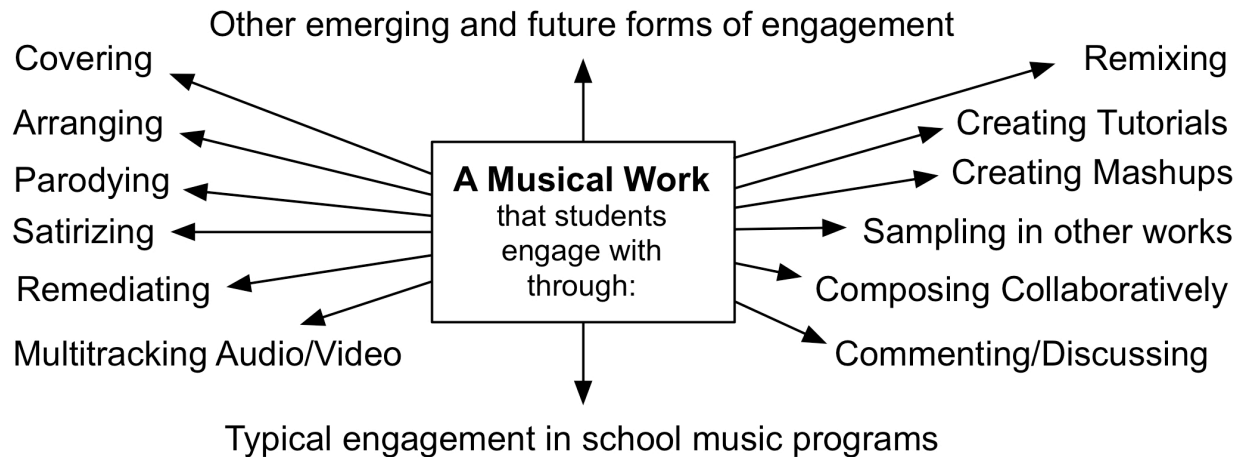 Other emerging and future forms of engagement
Covering
Arranging
Parodying
Satirizing
Remediating
Multitracking Audio/Video
A Musical Work
that students
engage with
through:
Remixing
Creating Tutorials
Creating Mashups
Sampling in other works
Composing Collaboratively
Commenting/Discussing
Typical engagement in school music programs